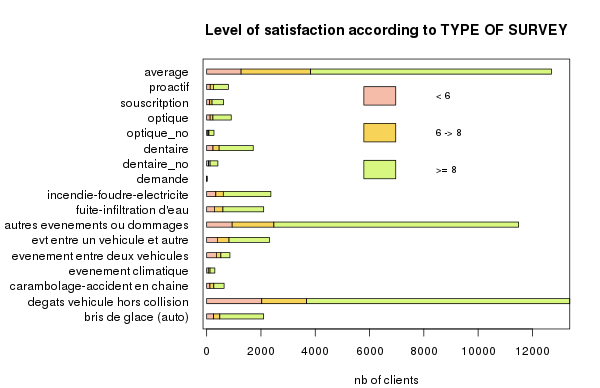 Level of satisfaction according to TYPE OF SURVEY
average
proactif
souscritpton
optique
optique_no
dentaire
dentaire_no
demande
incendie-foudre-electricite
fuite-infiltration d'eau
autres evenements ou dommages
evt entre un vehicule et autre
evenement entre deux vehicules
evenement climatique
carambolage-accident en chaine
degats vehicule hors collision
bris de glace (auto)
< 6
6 -> 8
>= 8
0 2000 4000 6000 8000 10000 12000
nb of clients